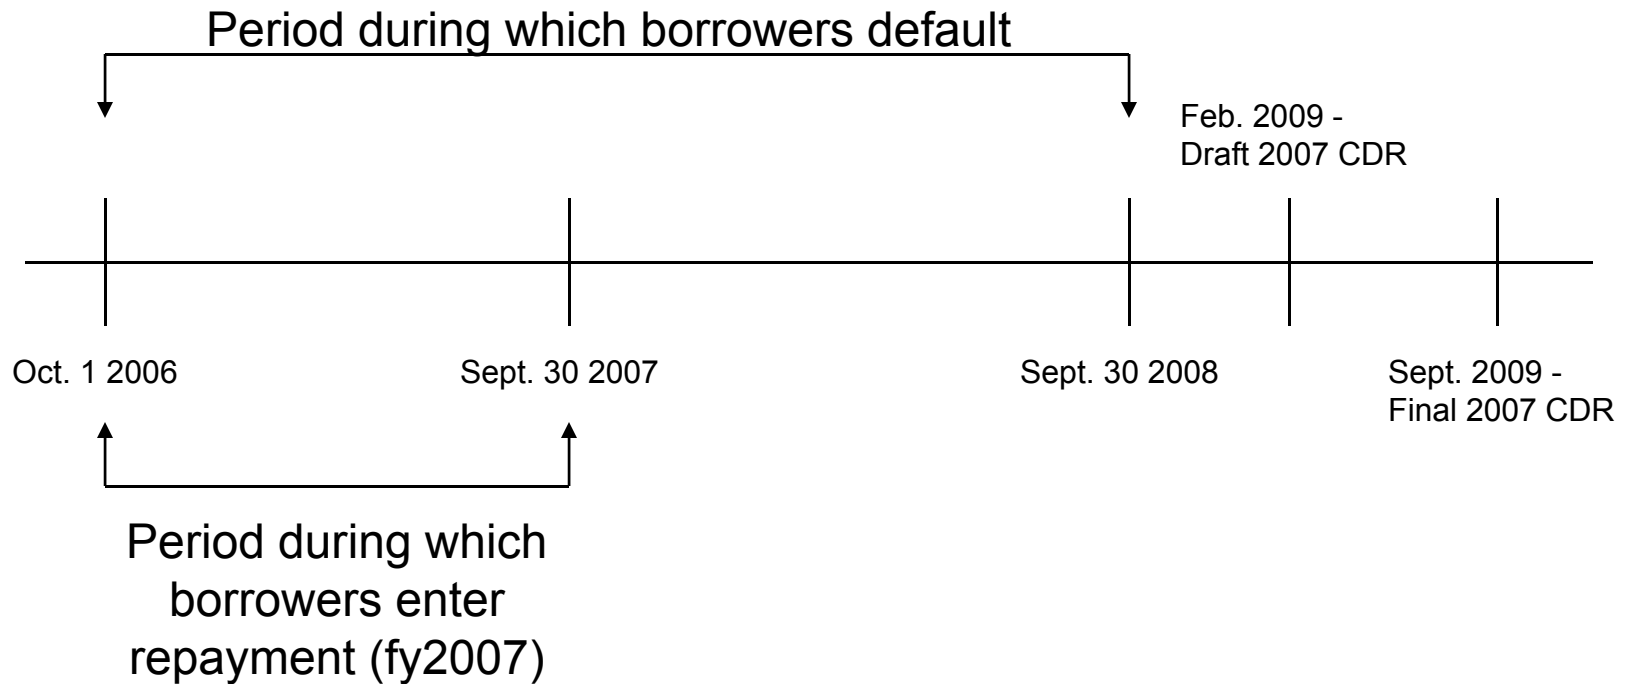 Period during which borrowers default
Feb. 2009 -
Draft 2007 CDR
Oct. 1 2006
Sept. 30 2007
Sept. 30 2008
Sept. 2009 -
Final 2007 CDR
Period during which
borrowers enter
repayment (fy2007)